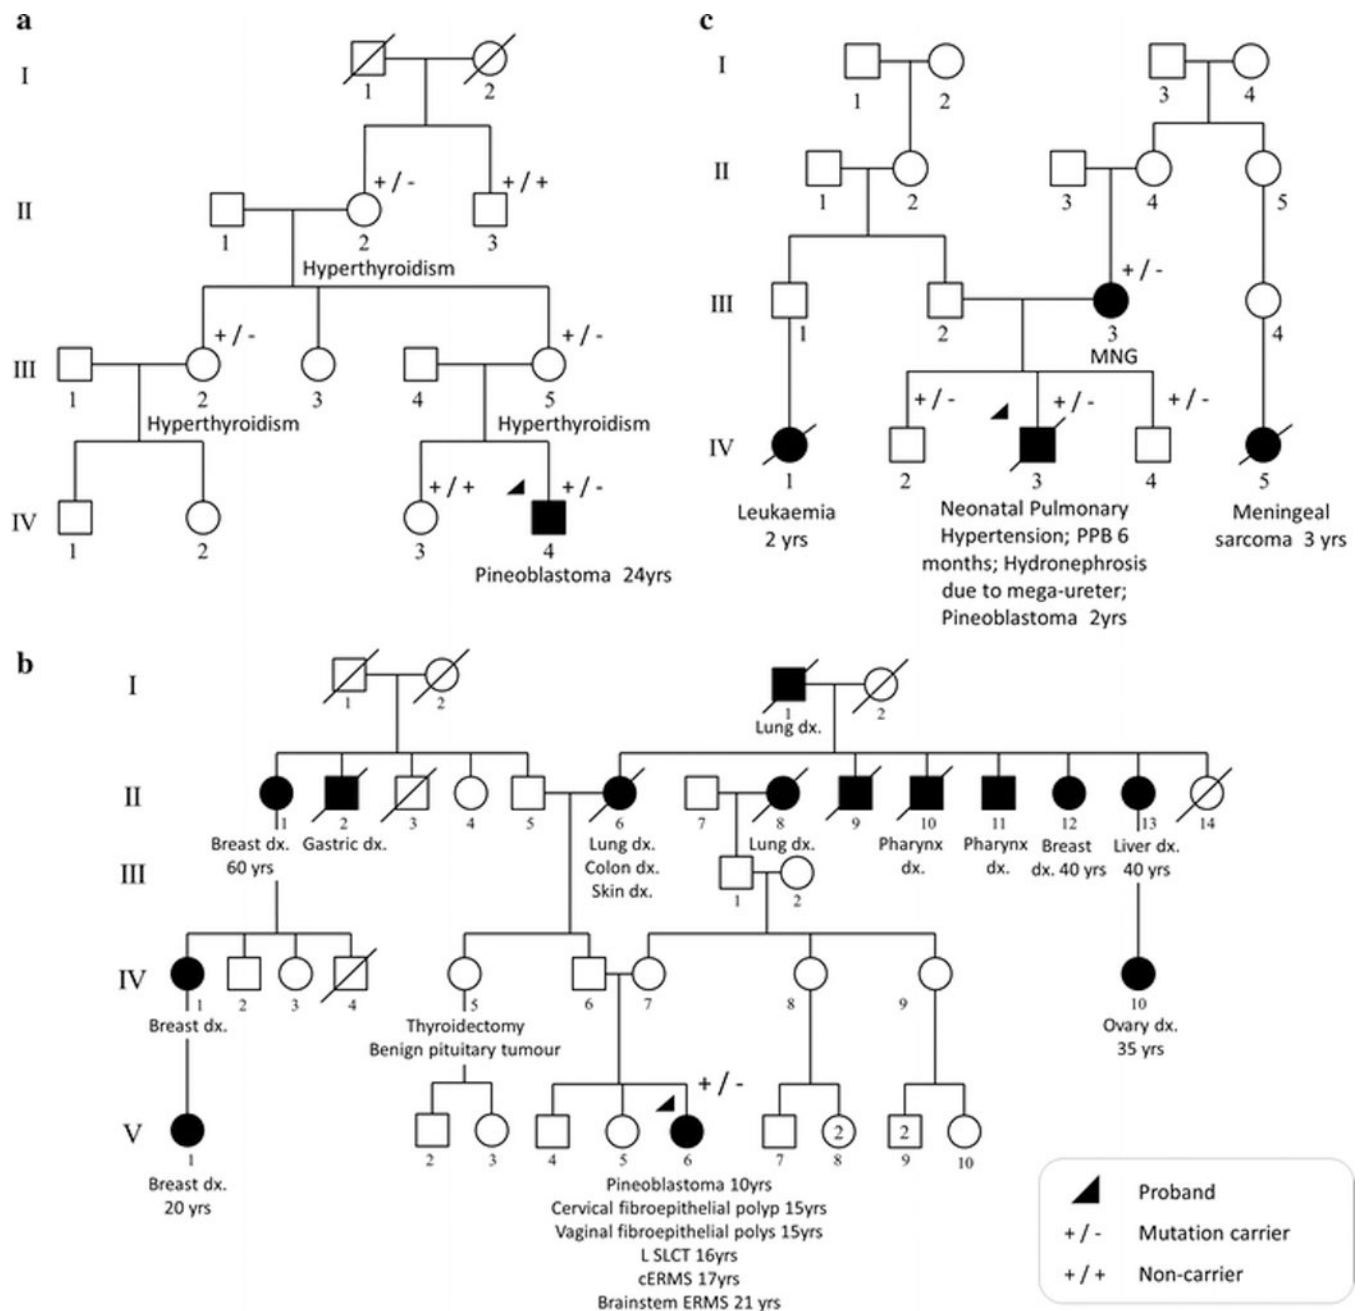 a
I
1 2
+ / - + / +
II
1 2 3
Hyperthyroidism
+ / - + / -
III
1 2 3 4 5
Hyperthyroidism Hyperthyroidism
+ / + + / -
IV
1 2 3 4
Pineoblastoma 24yrs
c
I
1 2 3 4
II
1 2 3 4 5
+ / -
III
1 2 3 4
MNG
+ / - + / - + / -
IV
1 2 3 4 5
Leukaemia
2 yrs
Neonatal Pulmonary
Hypertension; PPB 6
months; Hydronephrosis
due to mega-ureter;
Pineoblastoma 2yrs
Meningeal
sarcoma 3 yrs
b
I
1 2 1 2
Lung dx.
II
1 2 3 4 5 6 7 8 9 10 11 12 13 14
Breast dx.
60 yrs
Gastric dx.
Lung dx.
Colon dx.
Skin dx.
Lung dx.
Pharynx
dx.
Pharynx
dx.
Breast
dx. 40 yrs
Liver dx.
40 yrs
III
1 2
IV
1 2 3 4 5 6 7 8 9 10
Breast dx.
Thyroidectomy
Benign pituitary tumour
Ovary dx.
35 yrs
+ / -
V
2 2
1 2 3 4 5 6 7 8 9 10
Breast dx.
20 yrs
Pineoblastoma 10yrs
Cervical fibroepithelial polyp 15yrs
Vaginal fibroepithelial polys 15yrs
L SLCT 16yrs
cERMS 17yrs
Brainstem ERMS 21 yrs
Proband
+ / - Mutation carrier
+ / + Non-carrier